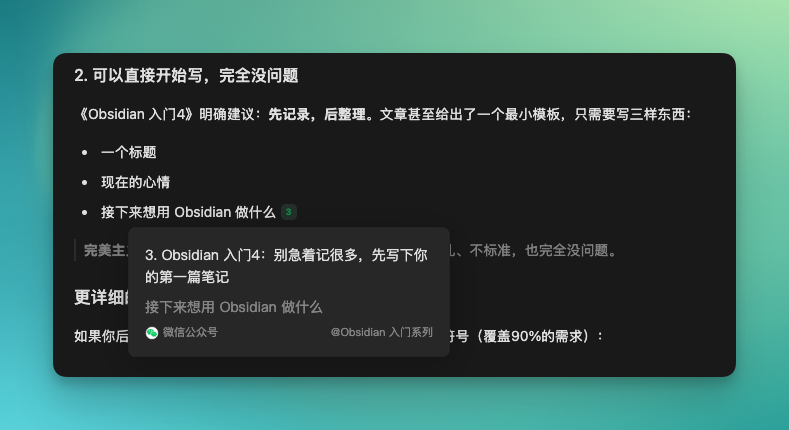 2. 可以直接开始写，完全没问题
《Obsidian 入门4》明确建议：先记录，后整理。文章甚至给出了一个最小模板，只需要写三样东西：
• 一个标题
• 现在的心情
• 接下来想用 Obsidian 做什么 3
完美主 、不标准，也完全没问题。
3. Obsidian 入门4：别急着记很多，先写下你
的第一篇笔记
接下来想用 Obsidian 做什么
微信公众号 @Obsidian 入门系列
更详细
如果你后 符号（覆盖90%的需求）：